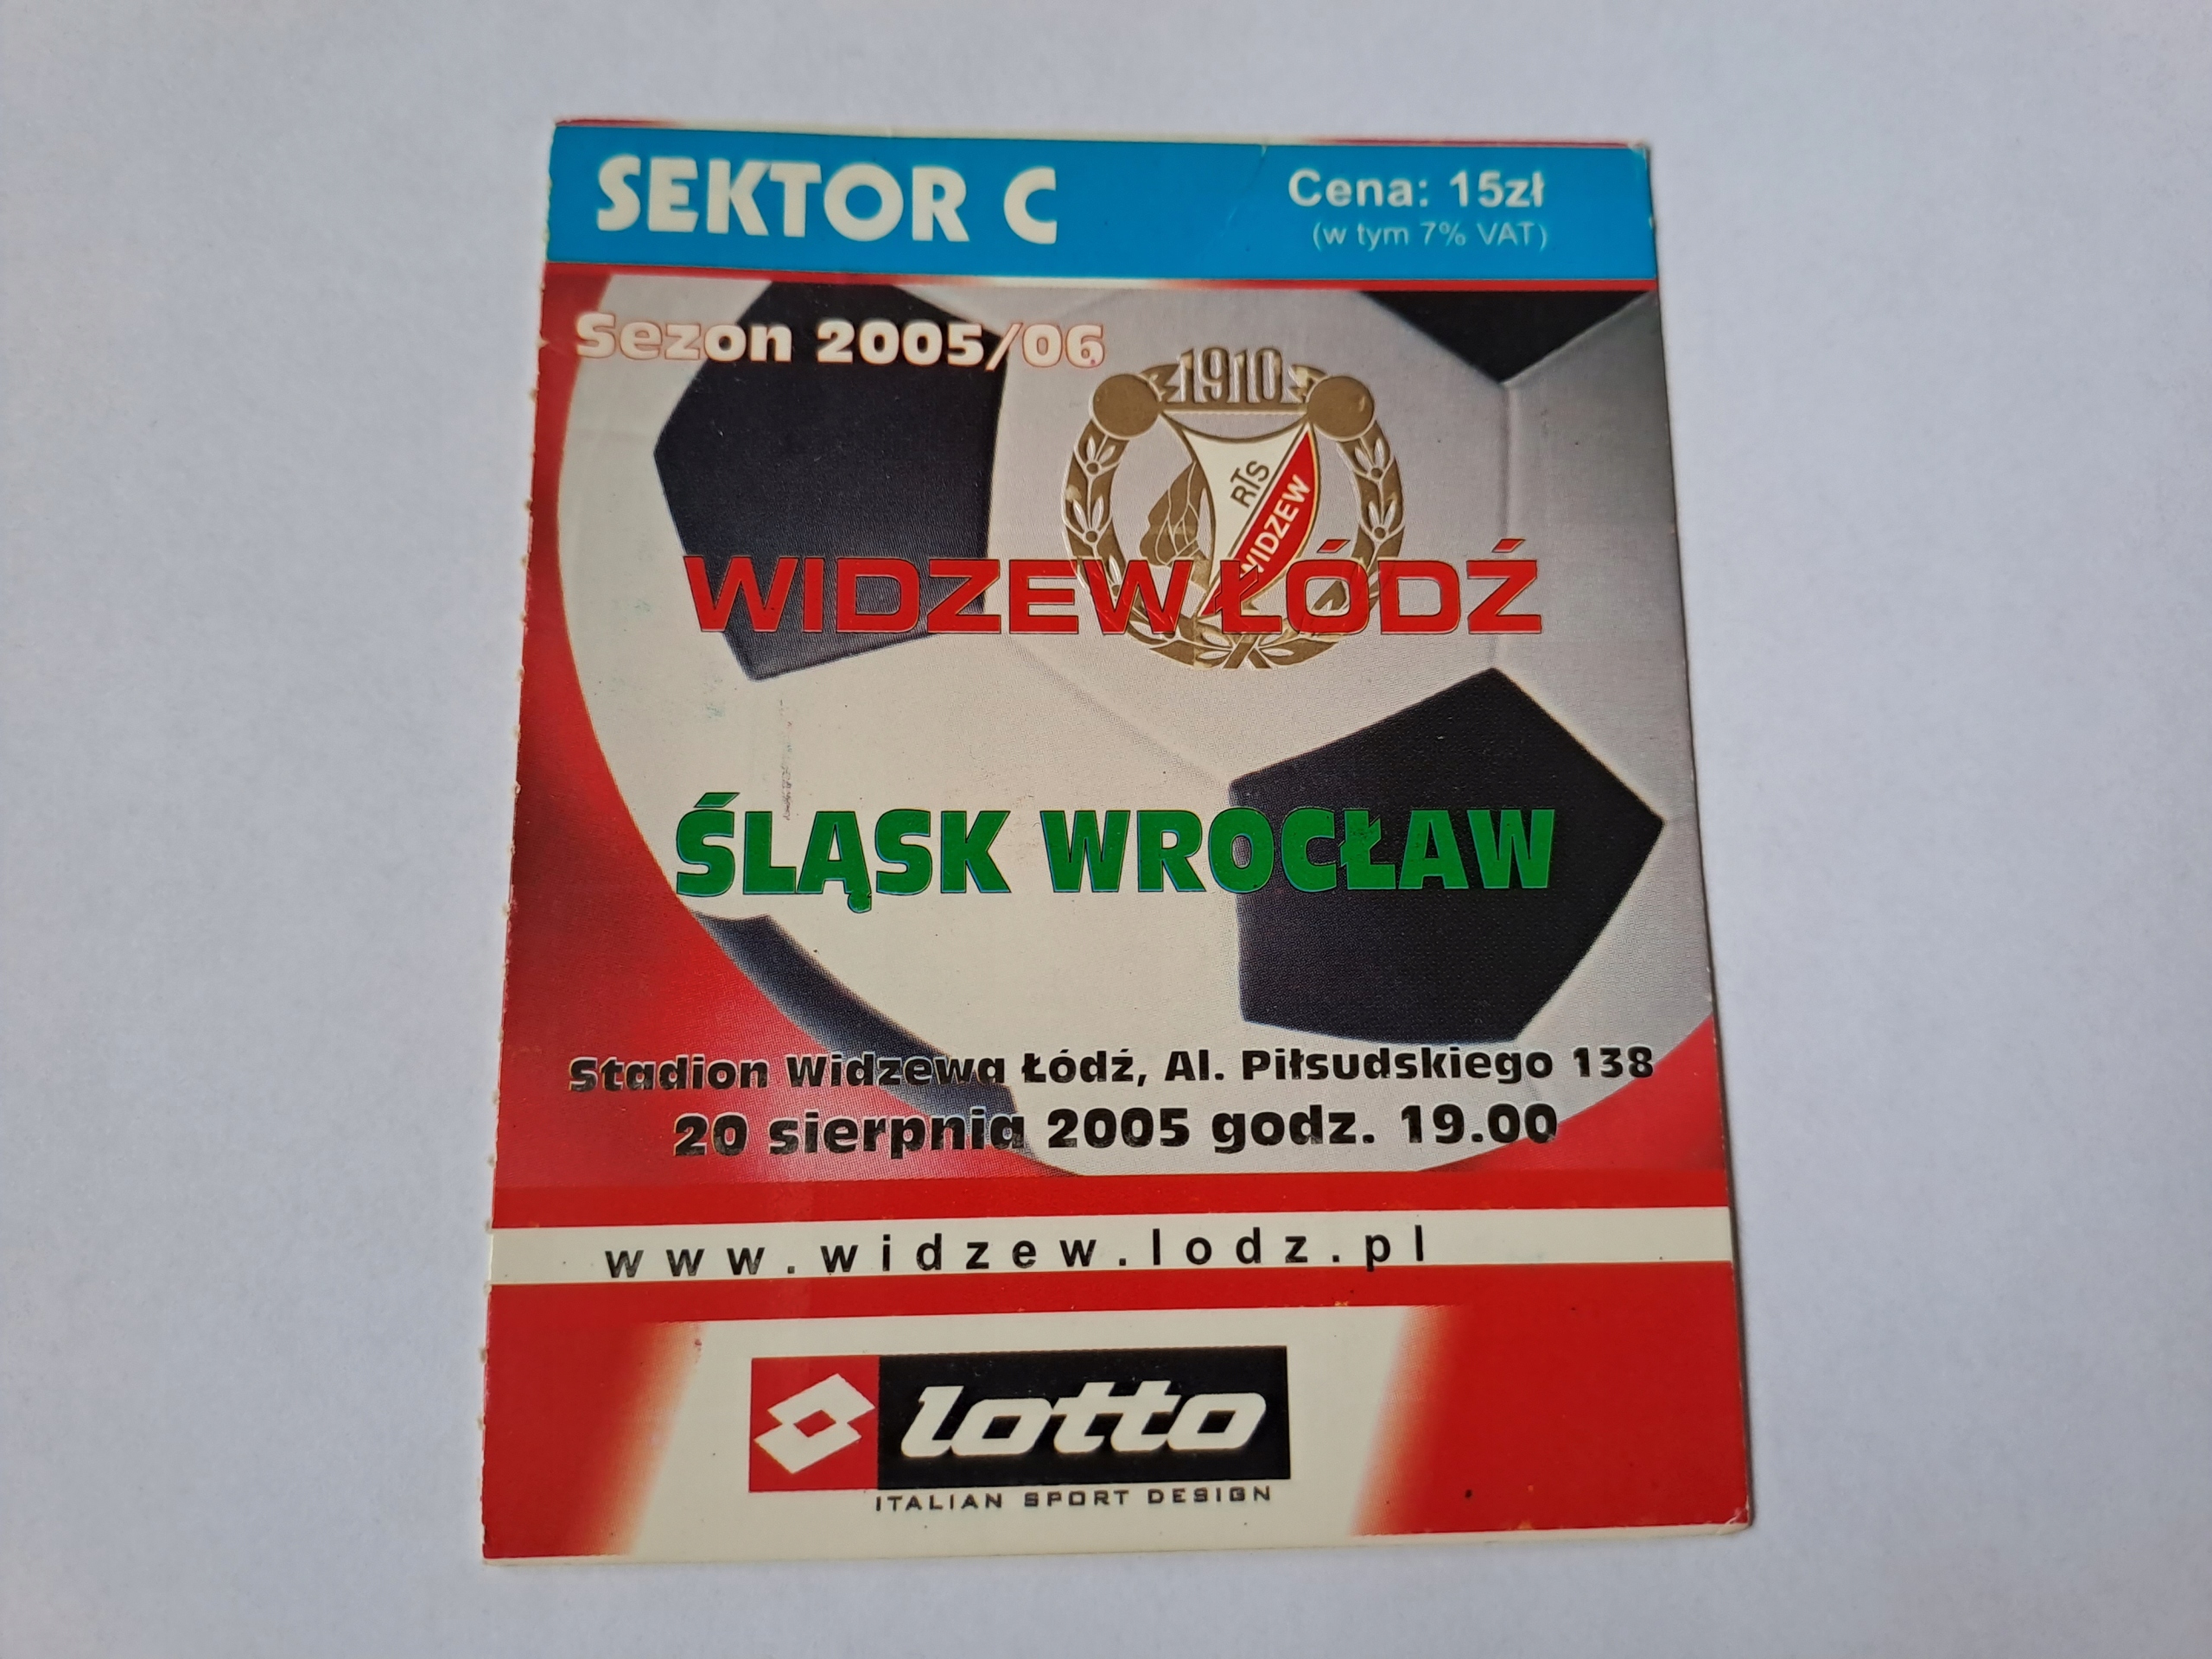 SEKTOR C
Cena: 15zł
(w tym 7% VAT)
Sezon 2005/06
1910
RTS
WIDZEW
WIDZEW ŁÓDŹ
ŚLĄSK WROCŁAW
Stadion Widzewa Łódź, Al. Piłsudskiego 138
20 sierpnia 2005 godz. 19.00
www.widzew.lodz.pl
lotto
ITALIAN SPORT DESIGN